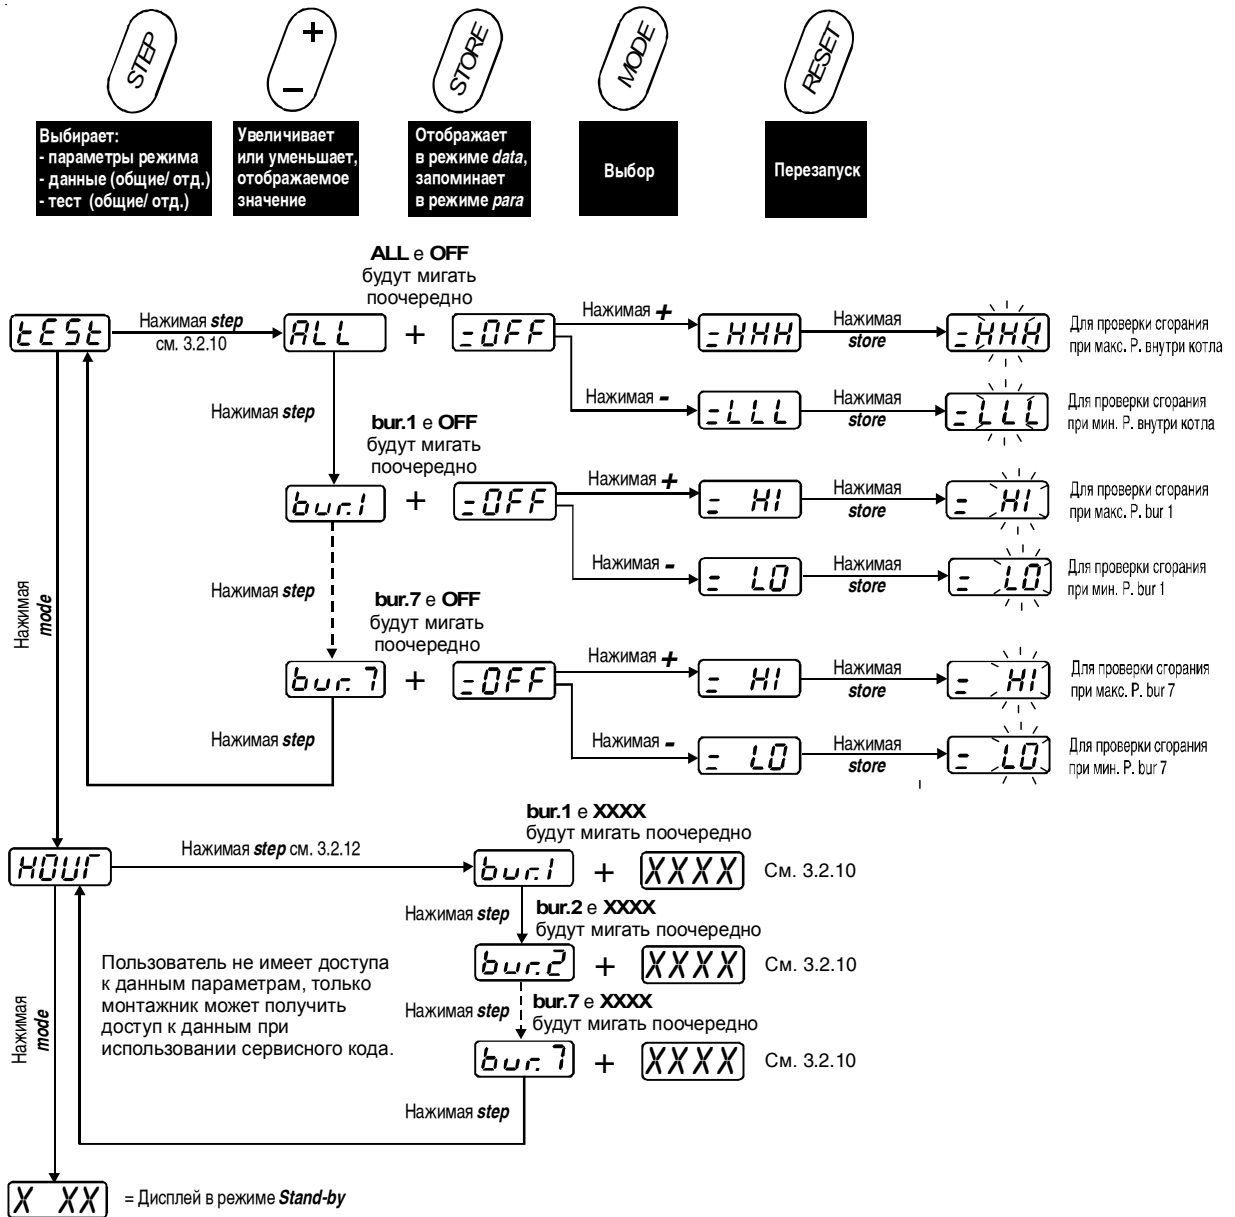 STEP
+
−
STORE
MODE
RESET
Выбирает:
- параметры режима
- данные (общие/ отд.)
- тест (общие/ отд.)
Увеличивает
или уменьшает,
отображаемое
значение
Отображает
в режиме data,
запоминает
в режиме para
Выбор
Перезапуск
ALL e OFF
будут мигать
поочередно
tESt
Нажимая step
см. 3.2.10
ALL
+
=OFF
Нажимая +
=HHH
Нажимая
store
=HHH
Для проверки сгорания
при макс. P. внутри котла
Нажимая -
=LLL
Нажимая
store
=LLL
Для проверки сгорания
при мин. P. внутри котла
Нажимая step
bur.1 e OFF
будут мигать
поочередно
bur.1
+
=OFF
Нажимая +
= HI
Нажимая
store
= HI
Для проверки сгорания
при макс. P. bur 1
Нажимая -
= LO
Нажимая
store
= LO
Для проверки сгорания
при мин. P. bur 1
Нажимая step
bur.7 e OFF
будут мигать
поочередно
Нажимая
mode
bur.7
+
=OFF
Нажимая +
= HI
Нажимая
store
= HI
Для проверки сгорания
при макс. P. bur 7
Нажимая step
Нажимая -
= LO
Нажимая
store
= LO
Для проверки сгорания
при мин. P. bur 7
bur.1 e XXXX
будут мигать поочередно
HOUr
Нажимая step см. 3.2.12
bur.1
+
XXXX
См. 3.2.10
Нажимая step
bur.2 e XXXX
будут мигать поочередно
bur.2
+
XXXX
См. 3.2.10
Пользователь не имеет доступа
к данным параметрам, только
монтажник может получить
доступ к данным при
использовании сервисного кода.
Нажимая
mode
Нажимая step
bur.7 e XXXX
будут мигать поочередно
bur.7
+
XXXX
См. 3.2.10
Нажимая step
X XX
= Дисплей в режиме Stand-by